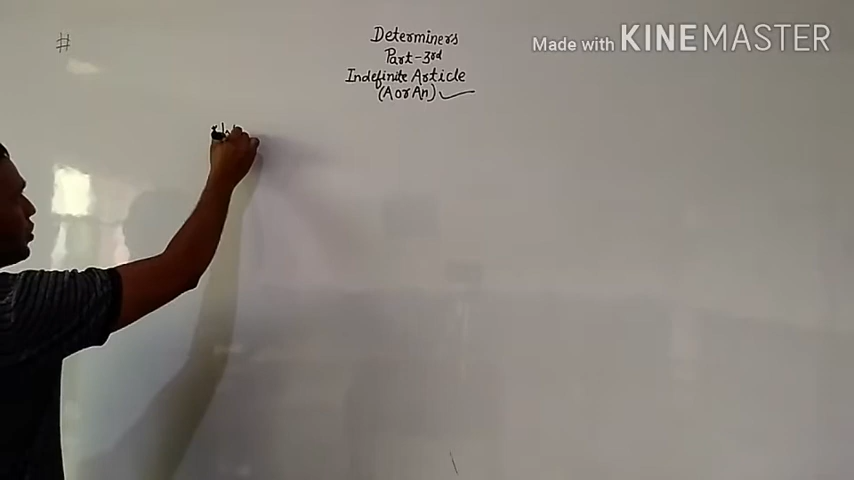 #
Determiners
Part-3rd
Indefinite Article
(A or An)
Made with KINEMASTER